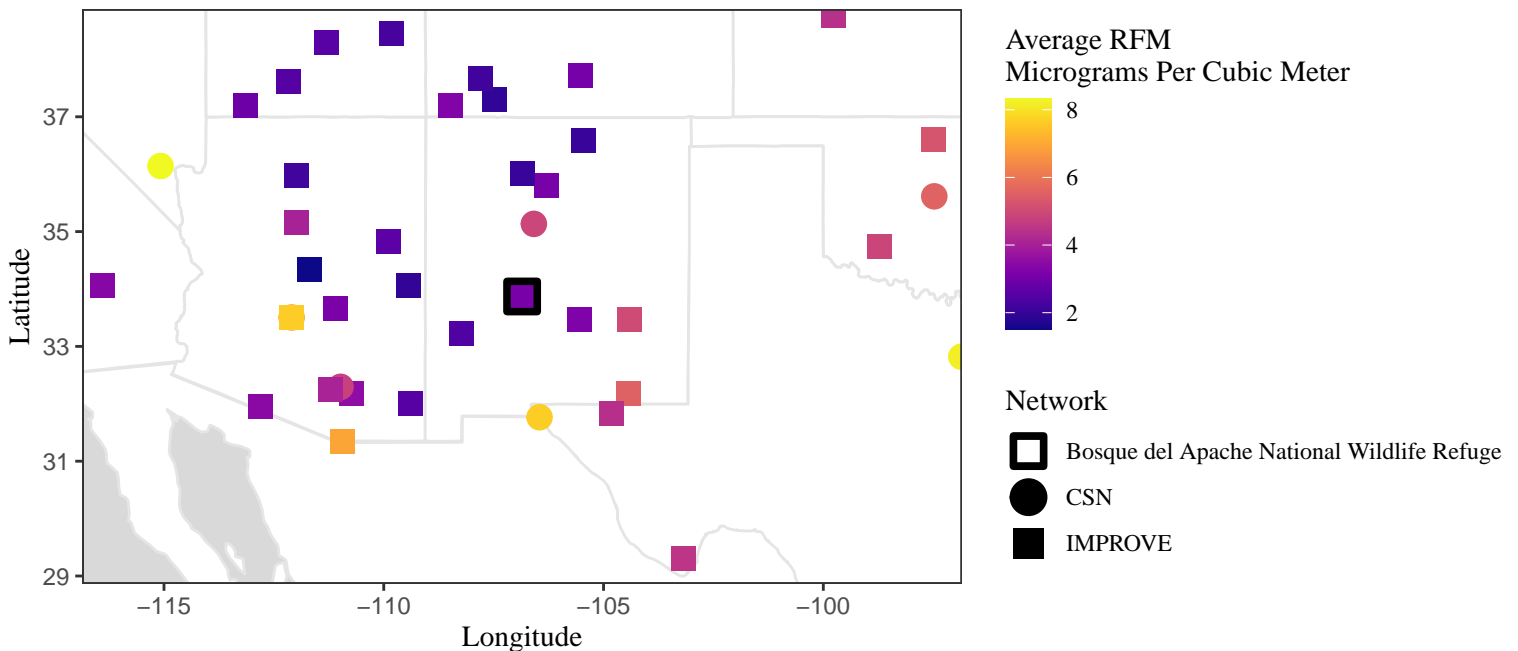 37
35
33
31
29
Latitude
−115
−110
−105
−100
Longitude
Average RFM
Micrograms Per Cubic Meter
8
6
4
2
Network
Bosque del Apache National Wildlife Refuge
CSN
IMPROVE